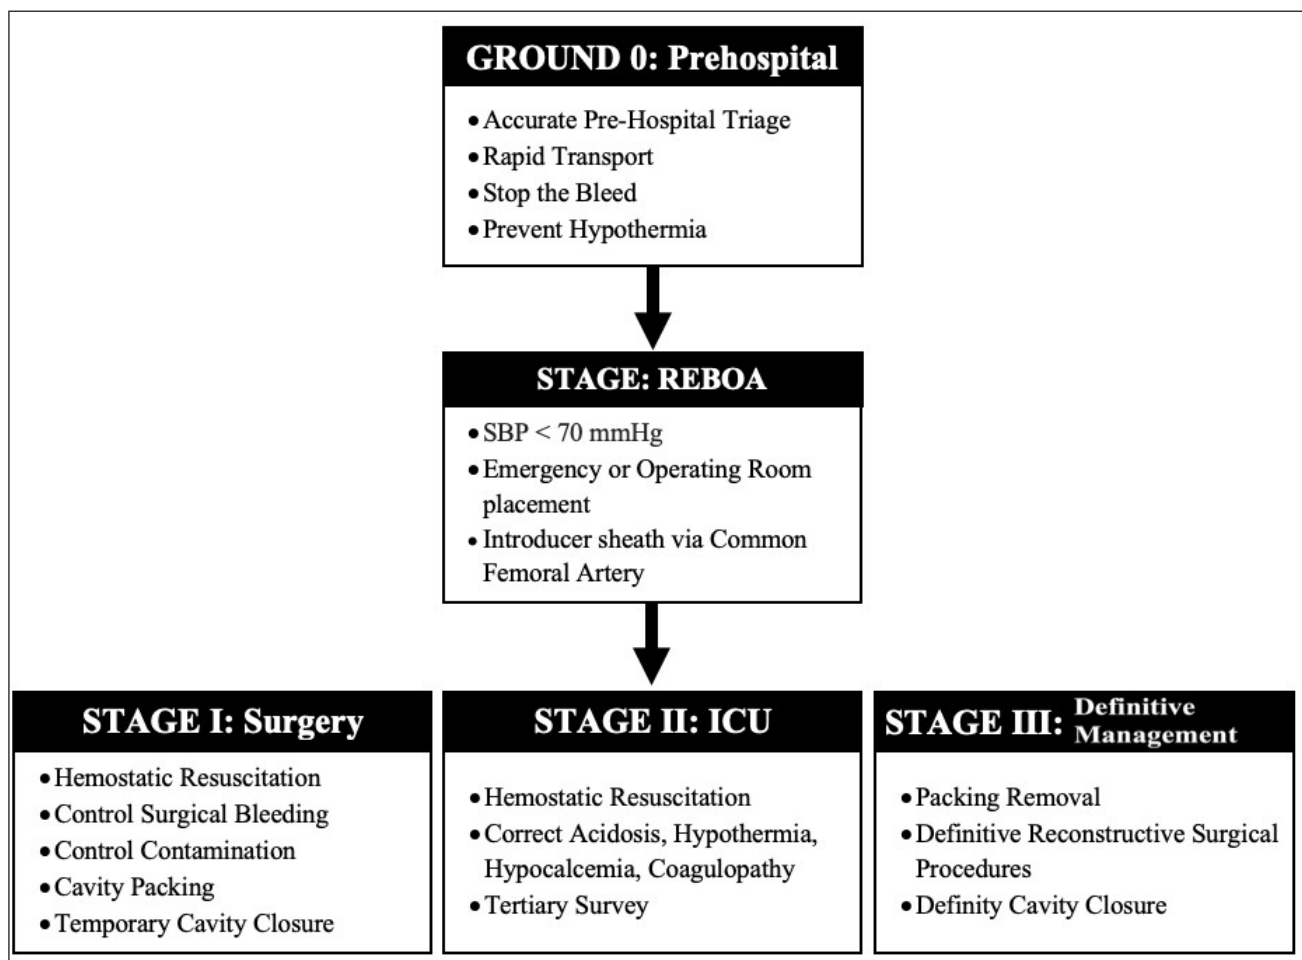 GROUND 0: Prehospital
•Accurate Pre-Hospital Triage
•Rapid Transport
•Stop the Bleed
•Prevent Hypothermia
STAGE: REBOA
•SBP < 70 mmHg
•Emergency or Operating Room
placement
•Introducer sheath via Common
Femoral Artery
STAGE I: Surgery
•Hemostatic Resuscitation
•Control Surgical Bleeding
•Control Contamination
•Cavity Packing
•Temporary Cavity Closure
STAGE II: ICU
•Hemostatic Resuscitation
•Correct Acidosis, Hypothermia,
Hypocalcemia, Coagulopathy
•Tertiary Survey
STAGE III: Definitive
Management
•Packing Removal
•Definitive Reconstructive Surgical
Procedures
•Definity Cavity Closure